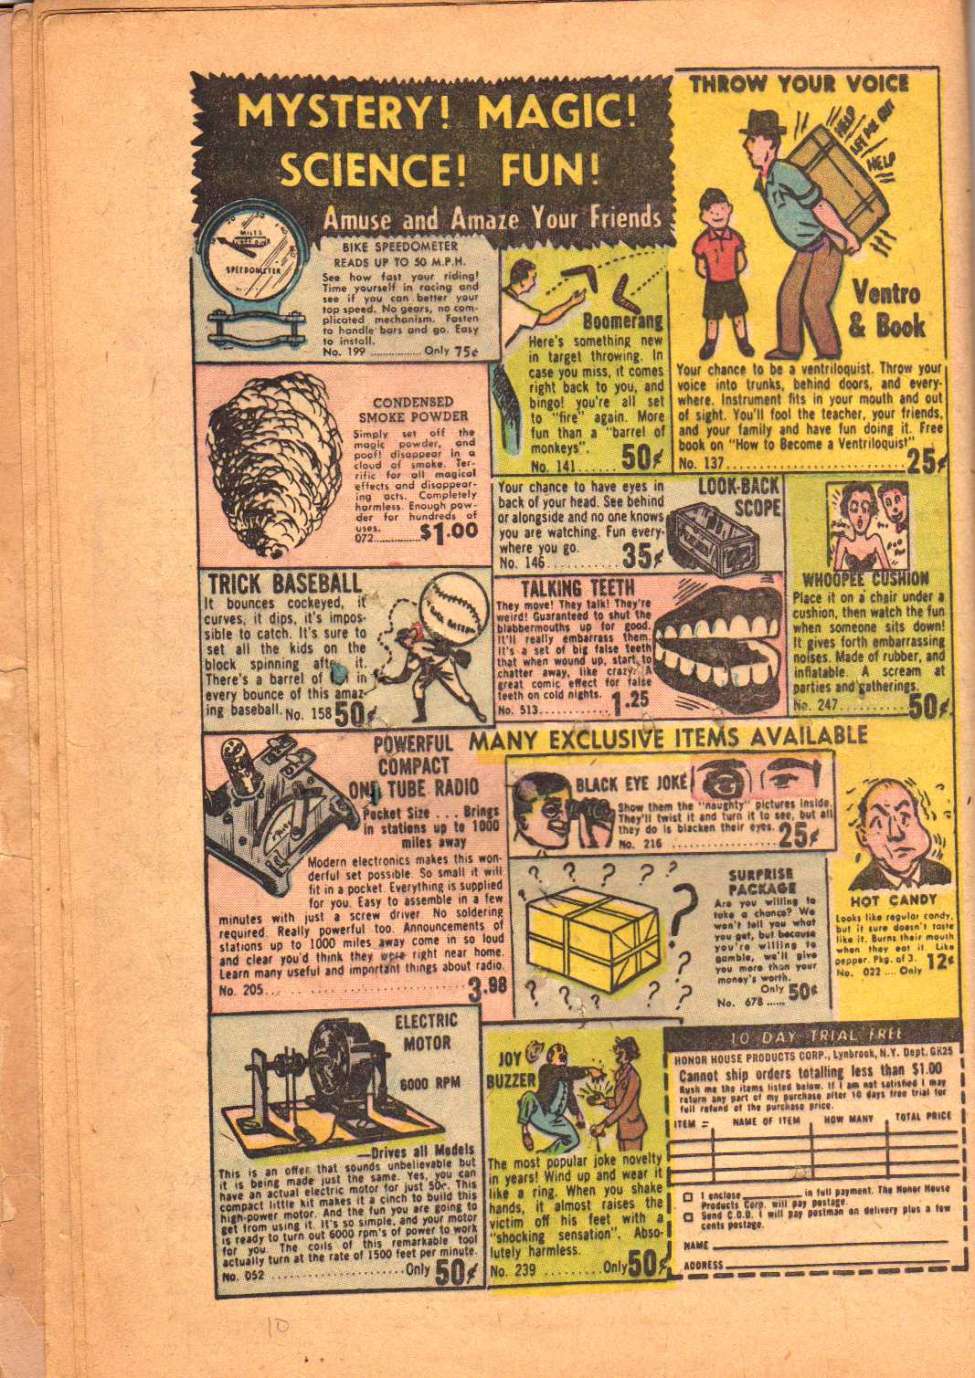 MYSTERY! MAGIC!
SCIENCE! FUN!
Amuse and Amaze Your Friends
MILES
SPEEDOMETER
BIKE SPEEDOMETER
READS UP TO 50 M.P.H.
See how fast your riding!
Time yourself in racing and
see if you can better your
top speed. No gears, no com-
plicated mechanism. Fasten
to handle bars and go. Easy
to install.
No. 199 ............... Only 75¢
Boomerang
Here's something new
in target throwing. In
case you miss, it comes
right back to you, and
bingo! you're all set
to "fire" again. More
fun than a "barrel of
monkeys".
No. 141...... 50¢
THROW YOUR VOICE
HELP
LET ME OUT
HELP
Ventro
& Book
Your chance to be a ventriloquist. Throw your
voice into trunks, behind doors, and every-
where. Instrument fits in your mouth and out
of sight. You'll fool the teacher, your friends,
and your family and have fun doing it. Free
book on "How to Become a Ventriloquist"
No. 137.............................. 25¢
CONDENSED
SMOKE POWDER
Simply set off the
magic powder, and
poof! disappear in a
cloud of smoke. Ter-
rific for all magical
effects and disappear-
ing acts. Completely
harmless. Enough pow-
der for hundreds of
uses.
072............ $1.00
Your chance to have eyes in
back of your head. See behind
or alongside and no one knows
you are watching. Fun every-
where you go.
No. 146............ 35¢
LOOK-BACK
SCOPE
WHOOPEE CUSHION
Place it on a chair under a
cushion, then watch the fun
when someone sits down!
It gives forth embarrassing
noises. Made of rubber, and
inflatable. A scream at
parties and gatherings.
No. 247............ 50¢
TRICK BASEBALL
It bounces cockeyed, it
curves, it dips, it's impos-
sible to catch. It's sure to
set all the kids on the
block spinning after it.
There's a barrel of in
every bounce of this amaz-
ing baseball. No. 158 50¢
TALKING TEETH
They move! They talk! They're
weird! Guaranteed to shut the
blabbermouths up for good.
It'll really embarrass them.
It's a set of big false teeth
that when wound up, start to
chatter away, like crazy. A
great comic effect for false
teeth on cold nights.
No. 513............ 1.25
POWERFUL
COMPACT
ONE TUBE RADIO
Pocket Size ... Brings
in stations up to 1000
miles away
Modern electronics makes this won-
derful set possible. So small it will
fit in a pocket. Everything is supplied
for you. Easy to assemble in a few
minutes with just a screw driver. No soldering
required. Really powerful too. Announcements of
stations up to 1000 miles away come in so loud
and clear you'd think they were right near home.
Learn many useful and important things about radio.
No. 205........................ 3.98
MANY EXCLUSIVE ITEMS AVAILABLE
BLACK EYE JOKE
Show them the "naughty" pictures inside.
They'll twist it and turn it to see, but all
they do is blacken their eyes.
No. 216 .................... 25¢
SURPRISE
PACKAGE
Are you willing to
take a chance? We
won't tell you what
you get, but because
you're willing to
gamble, we'll give
you more than your
money's worth.
Only
No. 678 ...... 50¢
HOT CANDY
Looks like regular candy,
but it sure doesn't taste
like it. Burns their mouth
when they eat it. Like
pepper. Pkg. of 3.
No. 022 .... Only 12¢
ELECTRIC
MOTOR
6000 RPM
—Drives all Models
This is an offer that sounds unbelievable but
it is being made just the same. Yes, you can
have an actual electric motor for just 50¢. This
compact little kit makes it a cinch to build this
high-power motor. And the fun you are going to
get from using it. It's so simple, and your motor
is ready to turn out 6000 rpm's of power to work
for you. The coils of this remarkable tool
actually turn at the rate of 1500 feet per minute.
No. 052 .................... Only 50¢
JOY
BUZZER
The most popular joke novelty
in years! Wind up and wear it
like a ring. When you shake
hands, it almost raises the
victim off his feet with a
"shocking sensation". Abso-
lutely harmless.
No. 239 .......... Only 50¢
10 DAY TRIAL FREE
HONOR HOUSE PRODUCTS CORP., Lynbrook, N.Y. Dept. GK25
Cannot ship orders totalling less than $1.00
Rush me the items listed below. If I am not satisfied I may
return any part of my purchase after 10 days free trial for
full refund of the purchase price.
ITEM = NAME OF ITEM HOW MANY TOTAL PRICE
I enclose __________ in full payment. The Honor House
Products Corp. will pay postage.
Send C.O.D. I will pay postman on delivery plus a few
cents postage.
NAME
ADDRESS
10